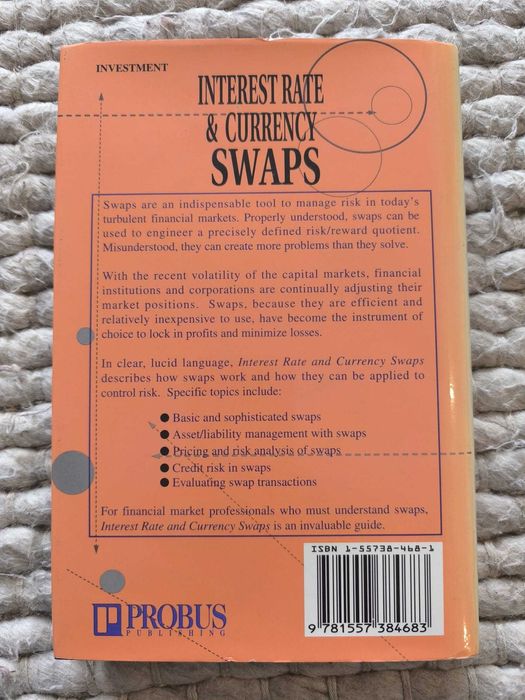 INVESTMENT
INTEREST RATE
& CURRENCY
SWAPS
Swaps are an indispensable tool to manage risk in today's
turbulent financial markets. Properly understood, swaps can be
used to engineer a precisely defined risk/reward quotient.
Misunderstood, they can create more problems than they solve.
With the recent volatility of the capital markets, financial
institutions and corporations are continually adjusting their
market positions. Swaps, because they are efficient and
relatively inexpensive to use, have become the instrument of
choice to lock in profits and minimize losses.
In clear, lucid language, Interest Rate and Currency Swaps
describes how swaps work and how they can be applied to
control risk. Specific topics include:
● Basic and sophisticated swaps
● Asset/liability management with swaps
● Pricing and risk analysis of swaps
● Credit risk in swaps
● Evaluating swap transactions
For financial market professionals who must understand swaps,
Interest Rate and Currency Swaps is an invaluable guide.
ISBN 1-55738-468-1
9 781557 384683
PROBUS
PUBLISHING